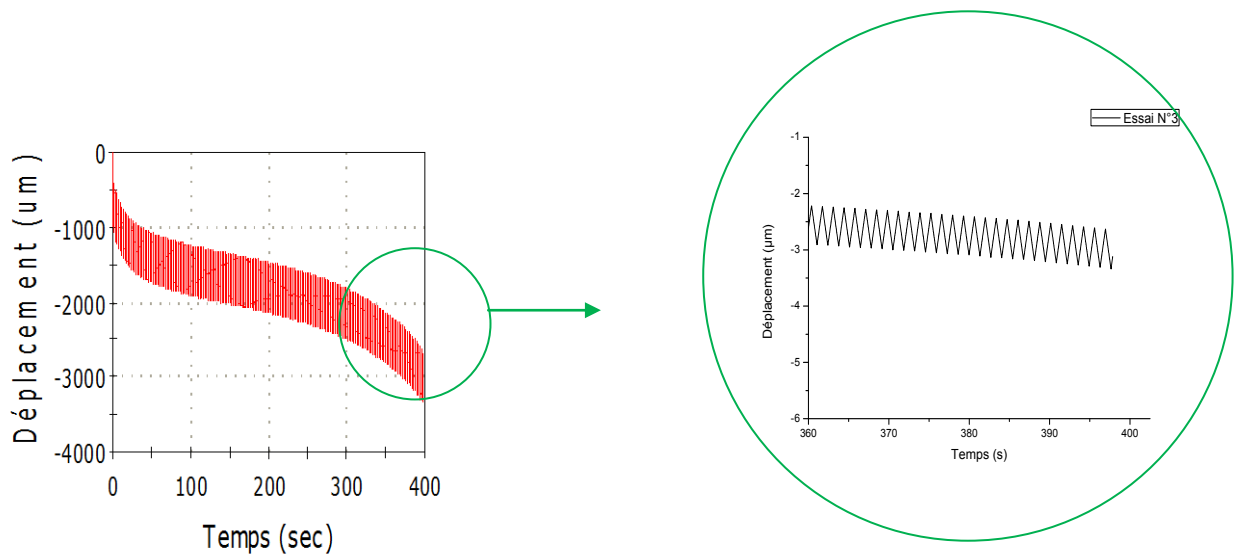 Déplacement (um)
0
-1000
-2000
-3000
-4000
0 100 200 300 400
Temps (sec)
Essai N°3
Déplacement (µm)
-1
-2
-3
-4
-5
-6
360 370 380 390 400
Temps (s)